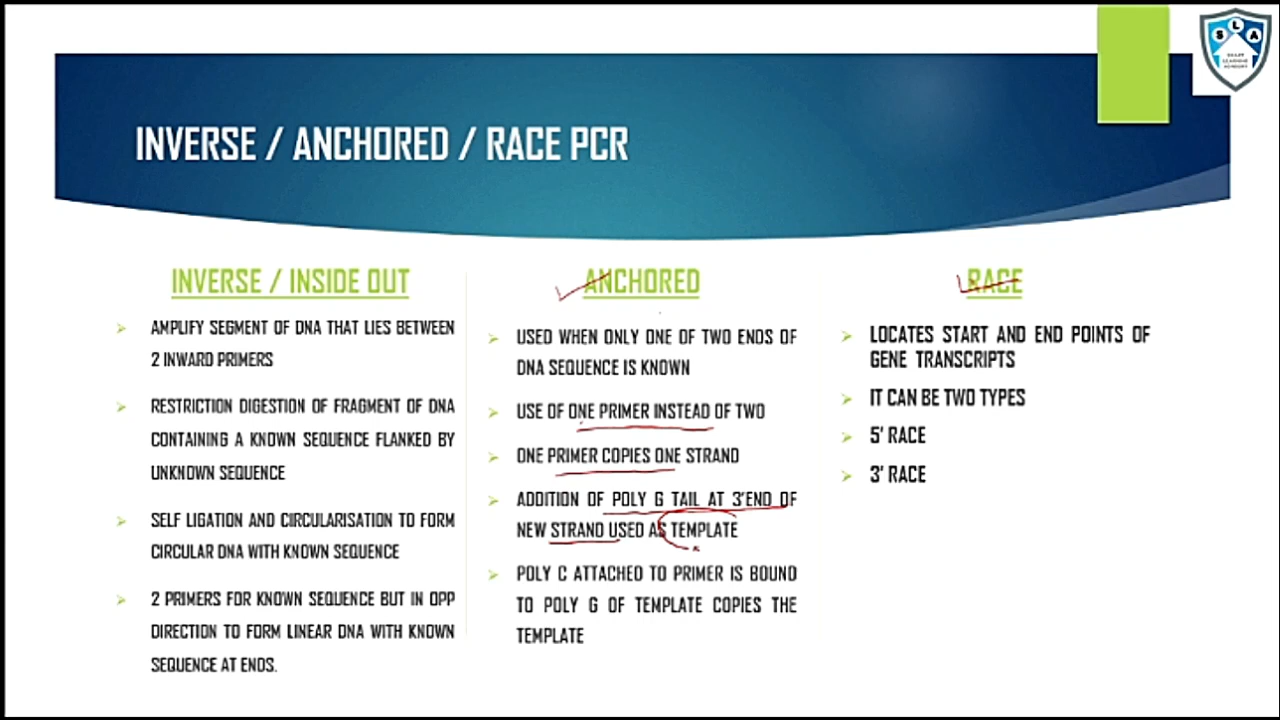 S L A
SMART
LEARNING
ACADEMY
INVERSE / ANCHORED / RACE PCR
INVERSE / INSIDE OUT
AMPLIFY SEGMENT OF DNA THAT LIES BETWEEN
2 INWARD PRIMERS
RESTRICTION DIGESTION OF FRAGMENT OF DNA
CONTAINING A KNOWN SEQUENCE FLANKED BY
UNKNOWN SEQUENCE
SELF LIGATION AND CIRCULARISATION TO FORM
CIRCULAR DNA WITH KNOWN SEQUENCE
2 PRIMERS FOR KNOWN SEQUENCE BUT IN OPP
DIRECTION TO FORM LINEAR DNA WITH KNOWN
SEQUENCE AT ENDS.
ANCHORED
USED WHEN ONLY ONE OF TWO ENDS OF
DNA SEQUENCE IS KNOWN
USE OF ONE PRIMER INSTEAD OF TWO
ONE PRIMER COPIES ONE STRAND
ADDITION OF POLY G TAIL AT 3'END OF
NEW STRAND USED AS TEMPLATE
POLY C ATTACHED TO PRIMER IS BOUND
TO POLY G OF TEMPLATE COPIES THE
TEMPLATE
RACE
LOCATES START AND END POINTS OF
GENE TRANSCRIPTS
IT CAN BE TWO TYPES
5' RACE
3' RACE